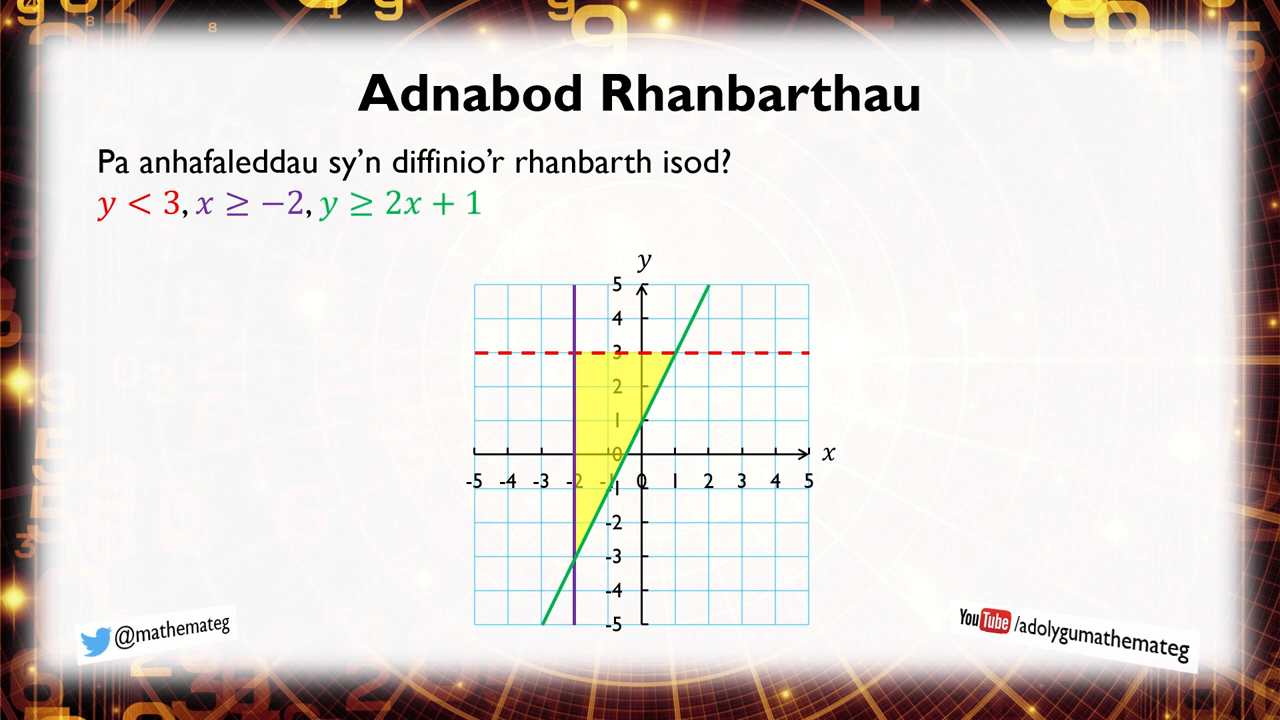 Adnabod Rhanbarthau
Pa anhafaleddau sy'n diffinio'r rhanbarth isod?
y < 3, x ≥ −2, y ≥ 2x + 1
y
5
4
3
2
1
0
x
-5 -4 -3 -2 -1 0 1 2 3 4 5
-1
-2
-3
-4
-5
@mathemateg
YouTube /adolygumathemateg